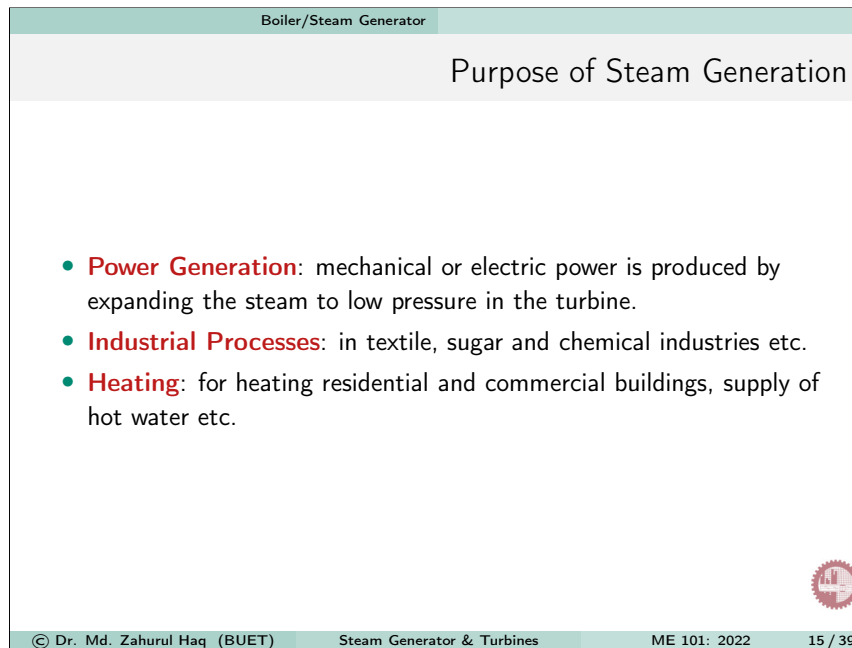 Boiler/Steam Generator
Purpose of Steam Generation
• Power Generation: mechanical or electric power is produced by
expanding the steam to low pressure in the turbine.
• Industrial Processes: in textile, sugar and chemical industries etc.
• Heating: for heating residential and commercial buildings, supply of
hot water etc.
© Dr. Md. Zahurul Haq (BUET) Steam Generator & Turbines ME 101: 2022 15 / 39